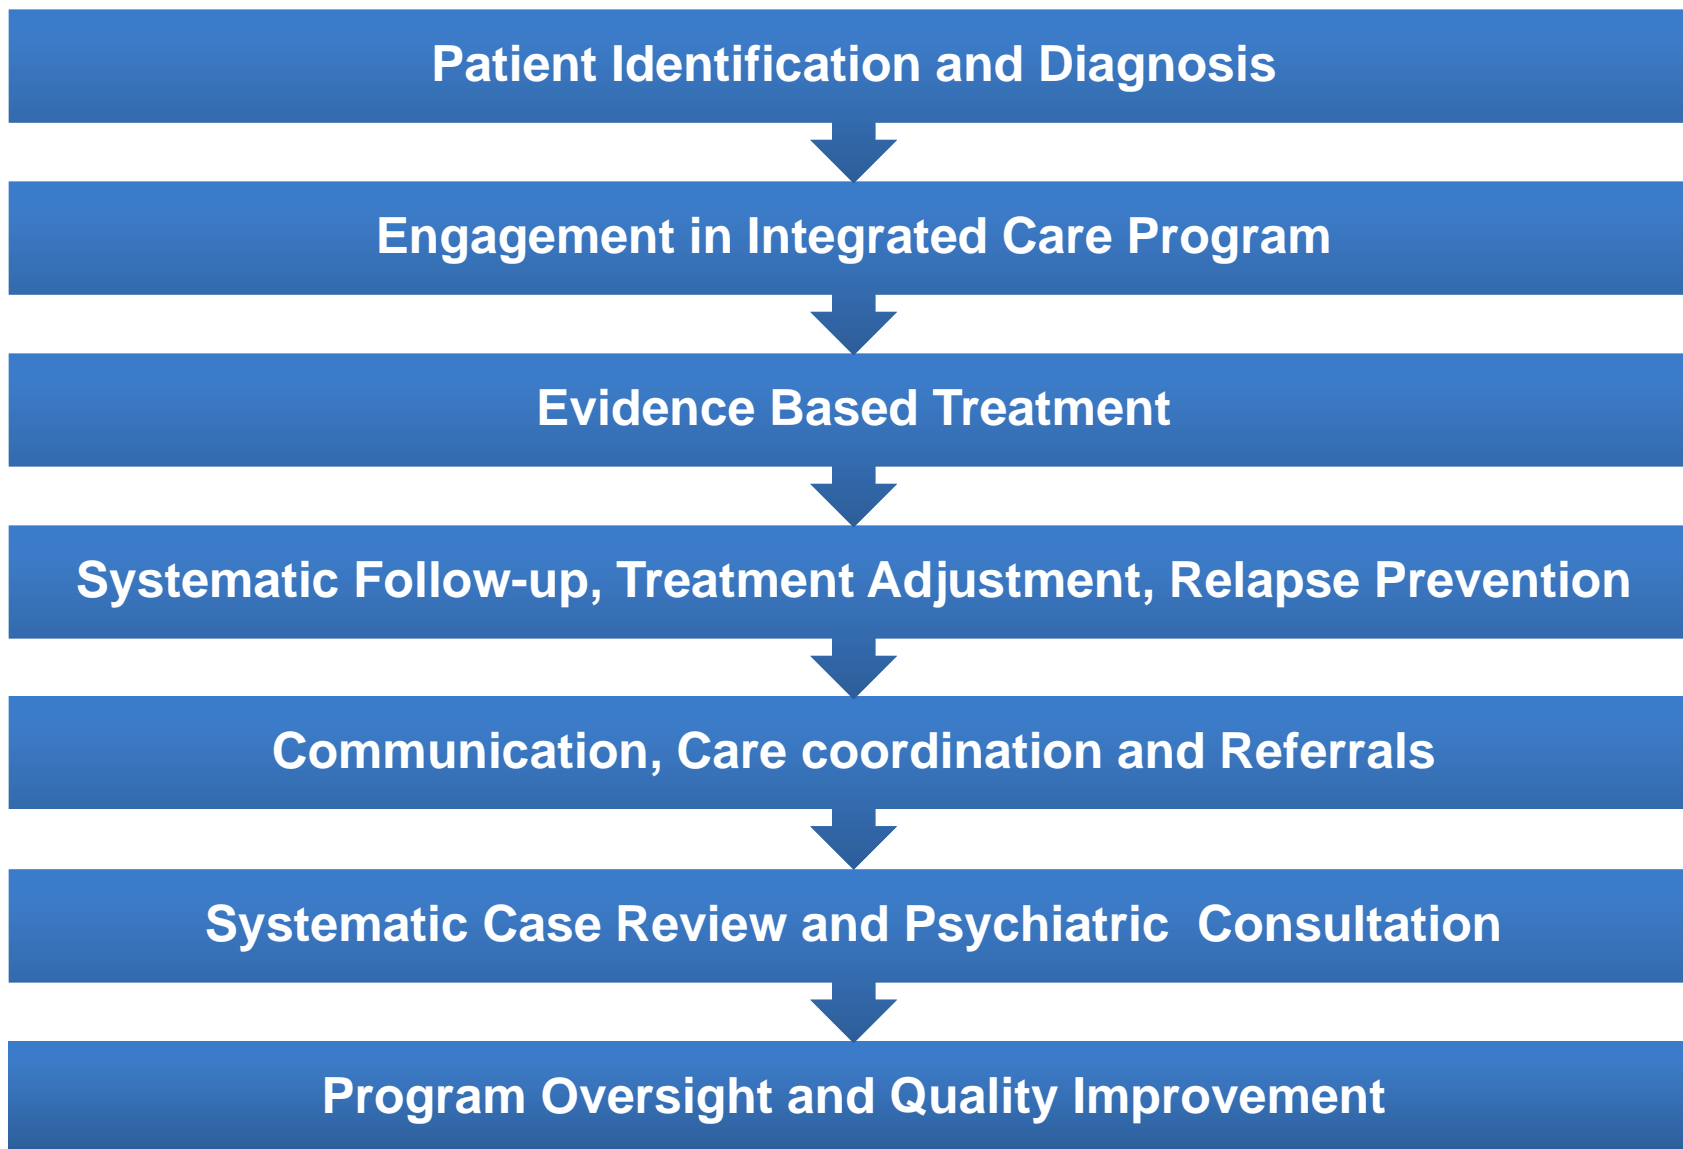 Patient Identification and Diagnosis
Engagement in Integrated Care Program
Evidence Based Treatment
Systematic Follow-up, Treatment Adjustment, Relapse Prevention
Communication, Care coordination and Referrals
Systematic Case Review and Psychiatric  Consultation
Program Oversight and Quality Improvement